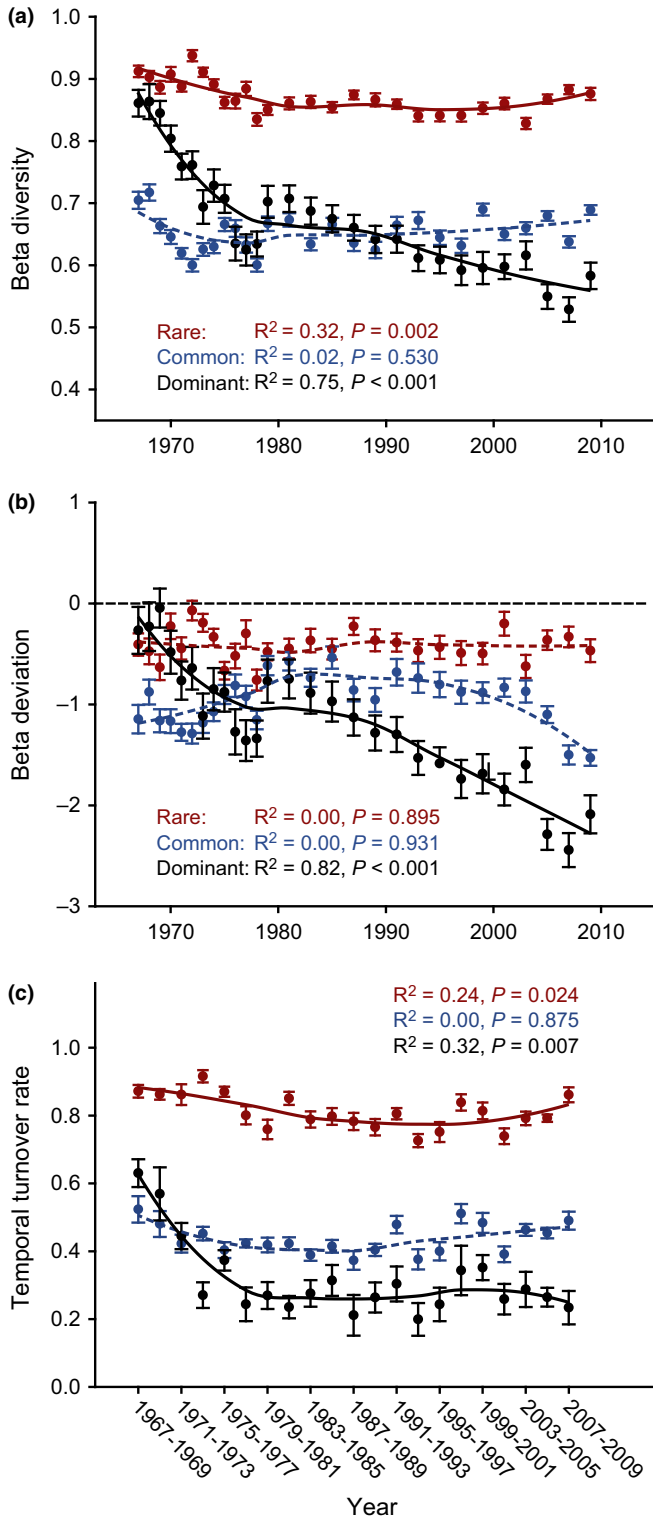 (a)
1.0
0.9
0.8
0.7
0.6
0.5
0.4
Beta diversity
Rare: R² = 0.32, P = 0.002
Common: R² = 0.02, P = 0.530
Dominant: R² = 0.75, P < 0.001
1970 1980 1990 2000 2010
(b)
1
0
–1
–2
–3
Beta deviation
Rare: R² = 0.00, P = 0.895
Common: R² = 0.00, P = 0.931
Dominant: R² = 0.82, P < 0.001
1970 1980 1990 2000 2010
(c)
R² = 0.24, P = 0.024
R² = 0.00, P = 0.875
R² = 0.32, P = 0.007
1.0
0.8
0.6
0.4
0.2
0.0
Temporal turnover rate
1967-1969
1971-1973
1975-1977
1979-1981
1983-1985
1987-1989
1991-1993
1995-1997
1999-2001
2003-2005
2007-2009
Year